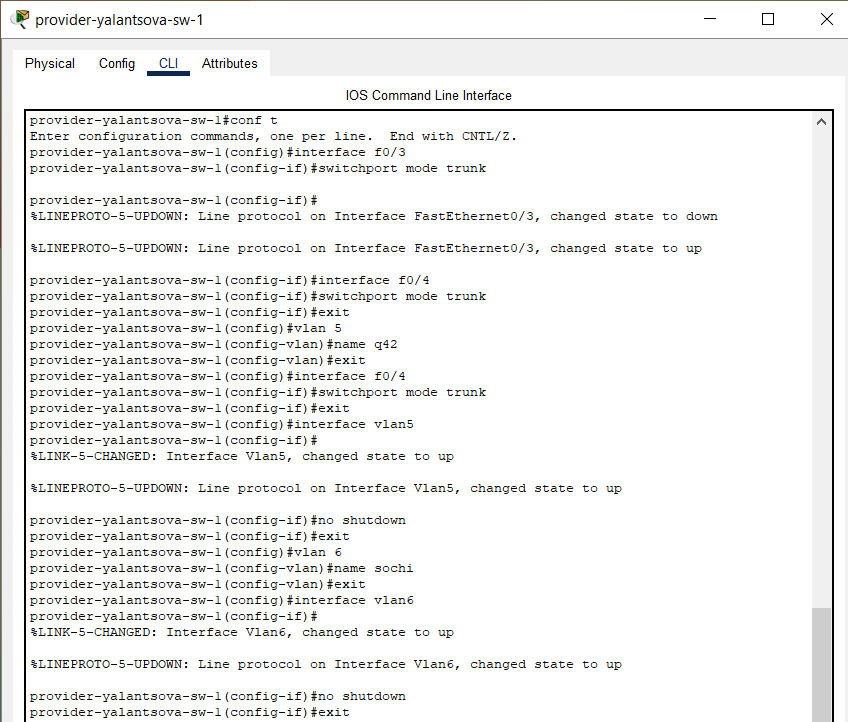 provider-yalantsova-sw-1
Physical Config CLI Attributes
IOS Command Line Interface
provider-yalantsova-sw-1#conf t
Enter configuration commands, one per line.  End with CNTL/Z.
provider-yalantsova-sw-1(config)#interface f0/3
provider-yalantsova-sw-1(config-if)#switchport mode trunk
provider-yalantsova-sw-1(config-if)#
%LINEPROTO-5-UPDOWN: Line protocol on Interface FastEthernet0/3, changed state to down
%LINEPROTO-5-UPDOWN: Line protocol on Interface FastEthernet0/3, changed state to up
provider-yalantsova-sw-1(config-if)#interface f0/4
provider-yalantsova-sw-1(config-if)#switchport mode trunk
provider-yalantsova-sw-1(config-if)#exit
provider-yalantsova-sw-1(config)#vlan 5
provider-yalantsova-sw-1(config-vlan)#name q42
provider-yalantsova-sw-1(config-vlan)#exit
provider-yalantsova-sw-1(config)#interface f0/4
provider-yalantsova-sw-1(config-if)#switchport mode trunk
provider-yalantsova-sw-1(config-if)#exit
provider-yalantsova-sw-1(config)#interface vlan5
provider-yalantsova-sw-1(config-if)#
%LINK-5-CHANGED: Interface Vlan5, changed state to up
%LINEPROTO-5-UPDOWN: Line protocol on Interface Vlan5, changed state to up
provider-yalantsova-sw-1(config-if)#no shutdown
provider-yalantsova-sw-1(config-if)#exit
provider-yalantsova-sw-1(config)#vlan 6
provider-yalantsova-sw-1(config-vlan)#name sochi
provider-yalantsova-sw-1(config-vlan)#exit
provider-yalantsova-sw-1(config)#interface vlan6
provider-yalantsova-sw-1(config-if)#
%LINK-5-CHANGED: Interface Vlan6, changed state to up
%LINEPROTO-5-UPDOWN: Line protocol on Interface Vlan6, changed state to up
provider-yalantsova-sw-1(config-if)#no shutdown
provider-yalantsova-sw-1(config-if)#exit